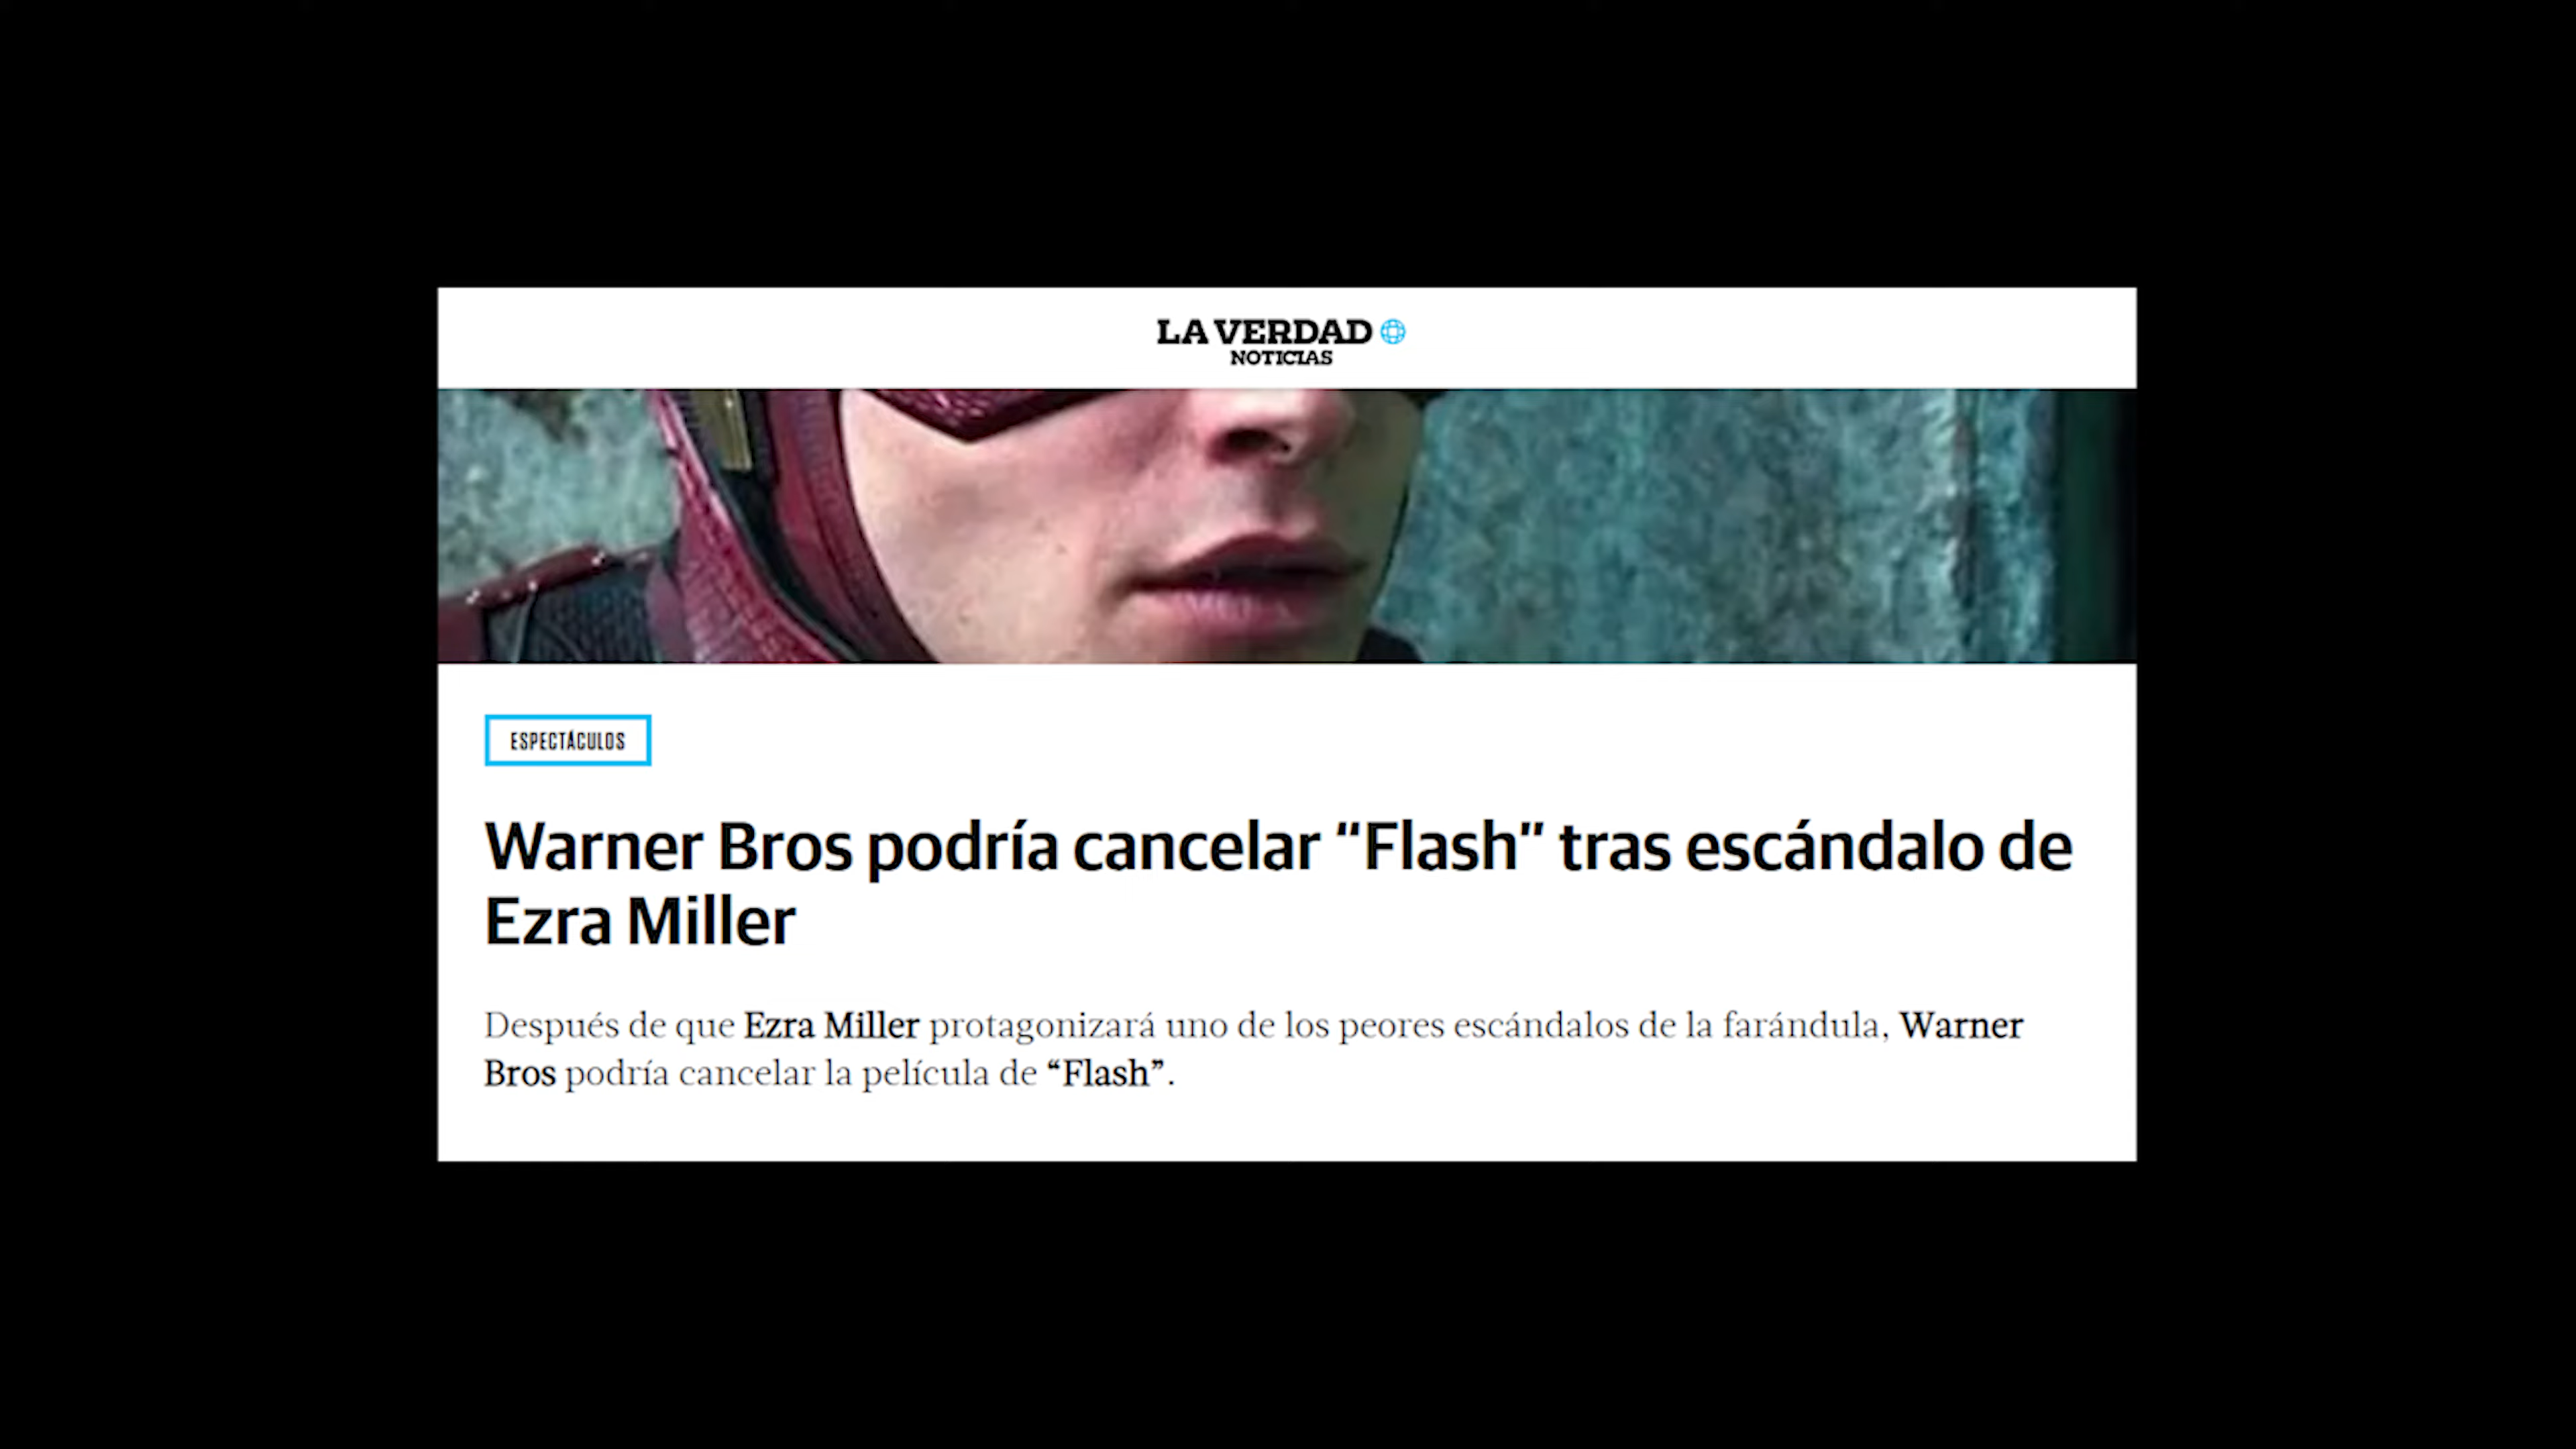 LA VERDAD
NOTICIAS
ESPECTÁCULOS
Warner Bros podría cancelar “Flash” tras escándalo de
Ezra Miller
Después de que Ezra Miller protagonizará uno de los peores escándalos de la farándula, Warner
Bros podría cancelar la película de “Flash”.